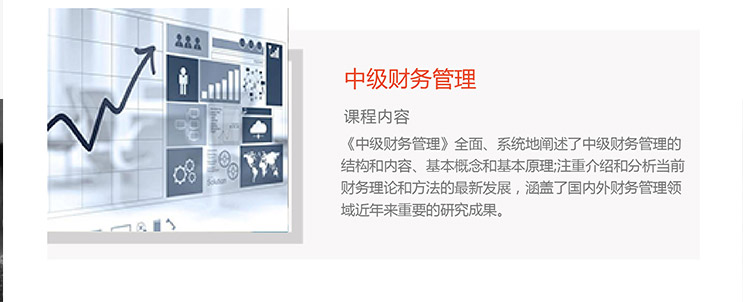 中级财务管理
课程内容
《中级财务管理》全面、系统地阐述了中级财务管理的
结构和内容、基本概念和基本原理;注重介绍和分析当前
财务理论和方法的最新发展，涵盖了国内外财务管理领
域近年来重要的研究成果。
Solution